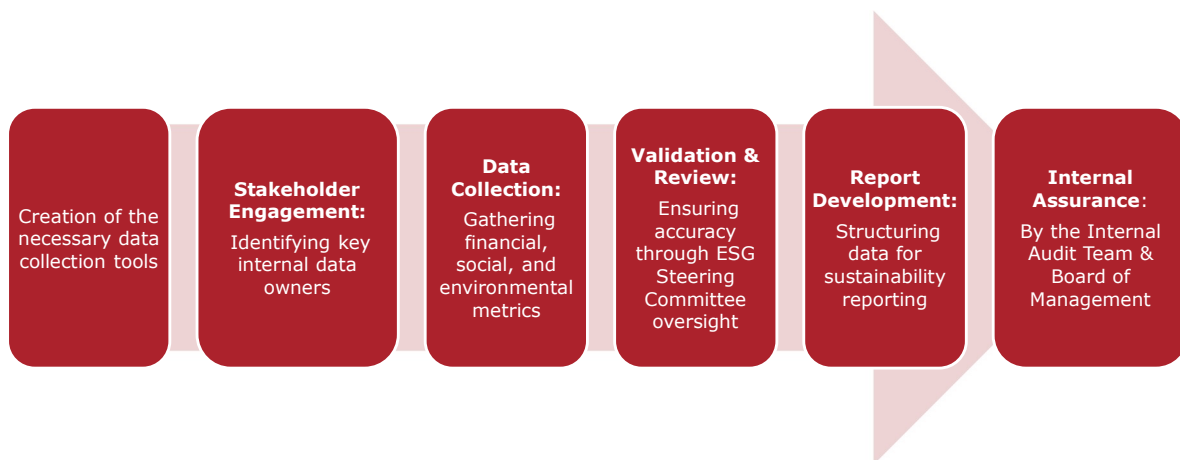 Creation of the
necessary data
collection tools
Stakeholder
Engagement:
Identifying key
internal data
owners
Data
Collection:
Gathering
financial,
social, and
environmental
metrics
Validation &
Review:
Ensuring
accuracy
through ESG
Steering
Committee
oversight
Report
Development:
Structuring
data for
sustainability
reporting
Internal
Assurance:
By the Internal
Audit Team &
Board of
Management